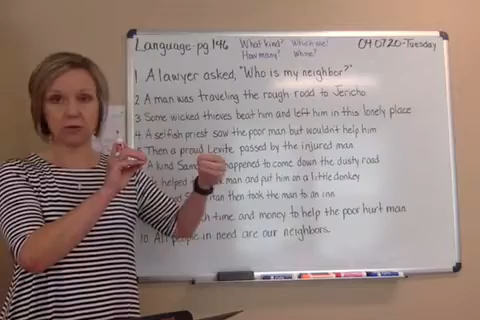 Language-pg 146 What kind? Which one? 04 07 20-Tuesday
How many? Whose?
1. A lawyer asked, "Who is my neighbor?"
2 A man was traveling the rough road to Jericho
3. Some wicked thieves beat him and left him in this lonely place
4. A selfish priest saw the poor man but wouldn't help him
Then a proud Levite passed by the injured man
A kind happened to come down the dusty road
helped man and put him on a little donkey
then took the man to an inn
time and money to help the poor hurt man
10. All people in need are our neighbors.